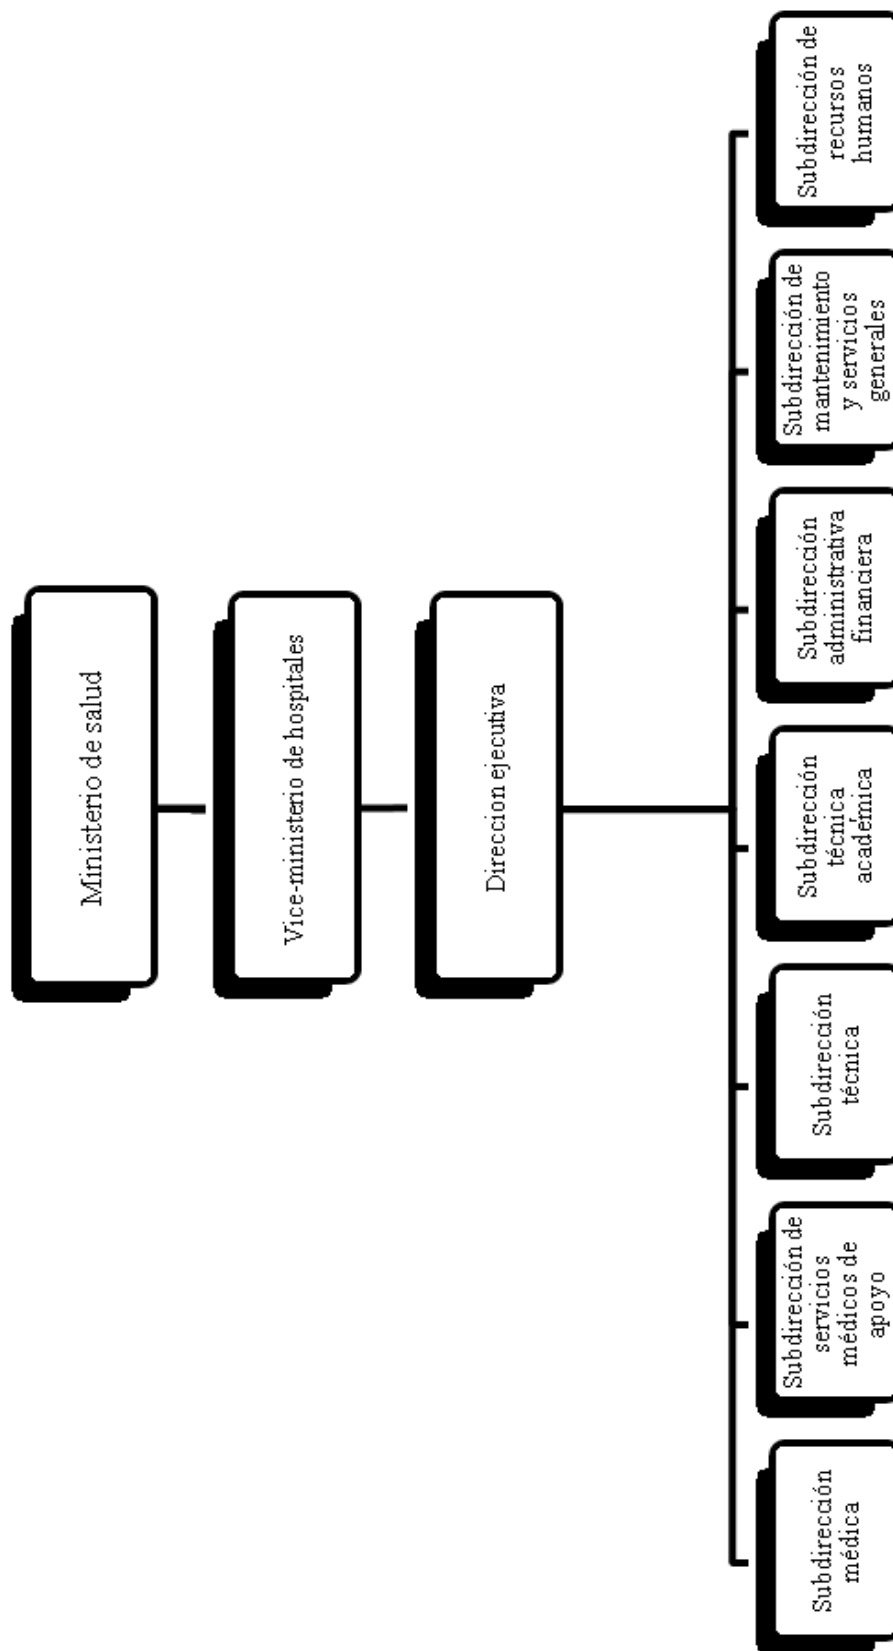 Ministerio de salud
Vice-ministerio de hospitales
Direccion ejecutiva
Subdirección
médica
Subdirección de
servicios
médicos de
apoyo
Subdirección
técnica
Subdirección
técnica
académica
Subdirección
administrativa
financiera
Subdirección de
mantenimiento
y servicios
generales
Subdirección de
recursos
humanos